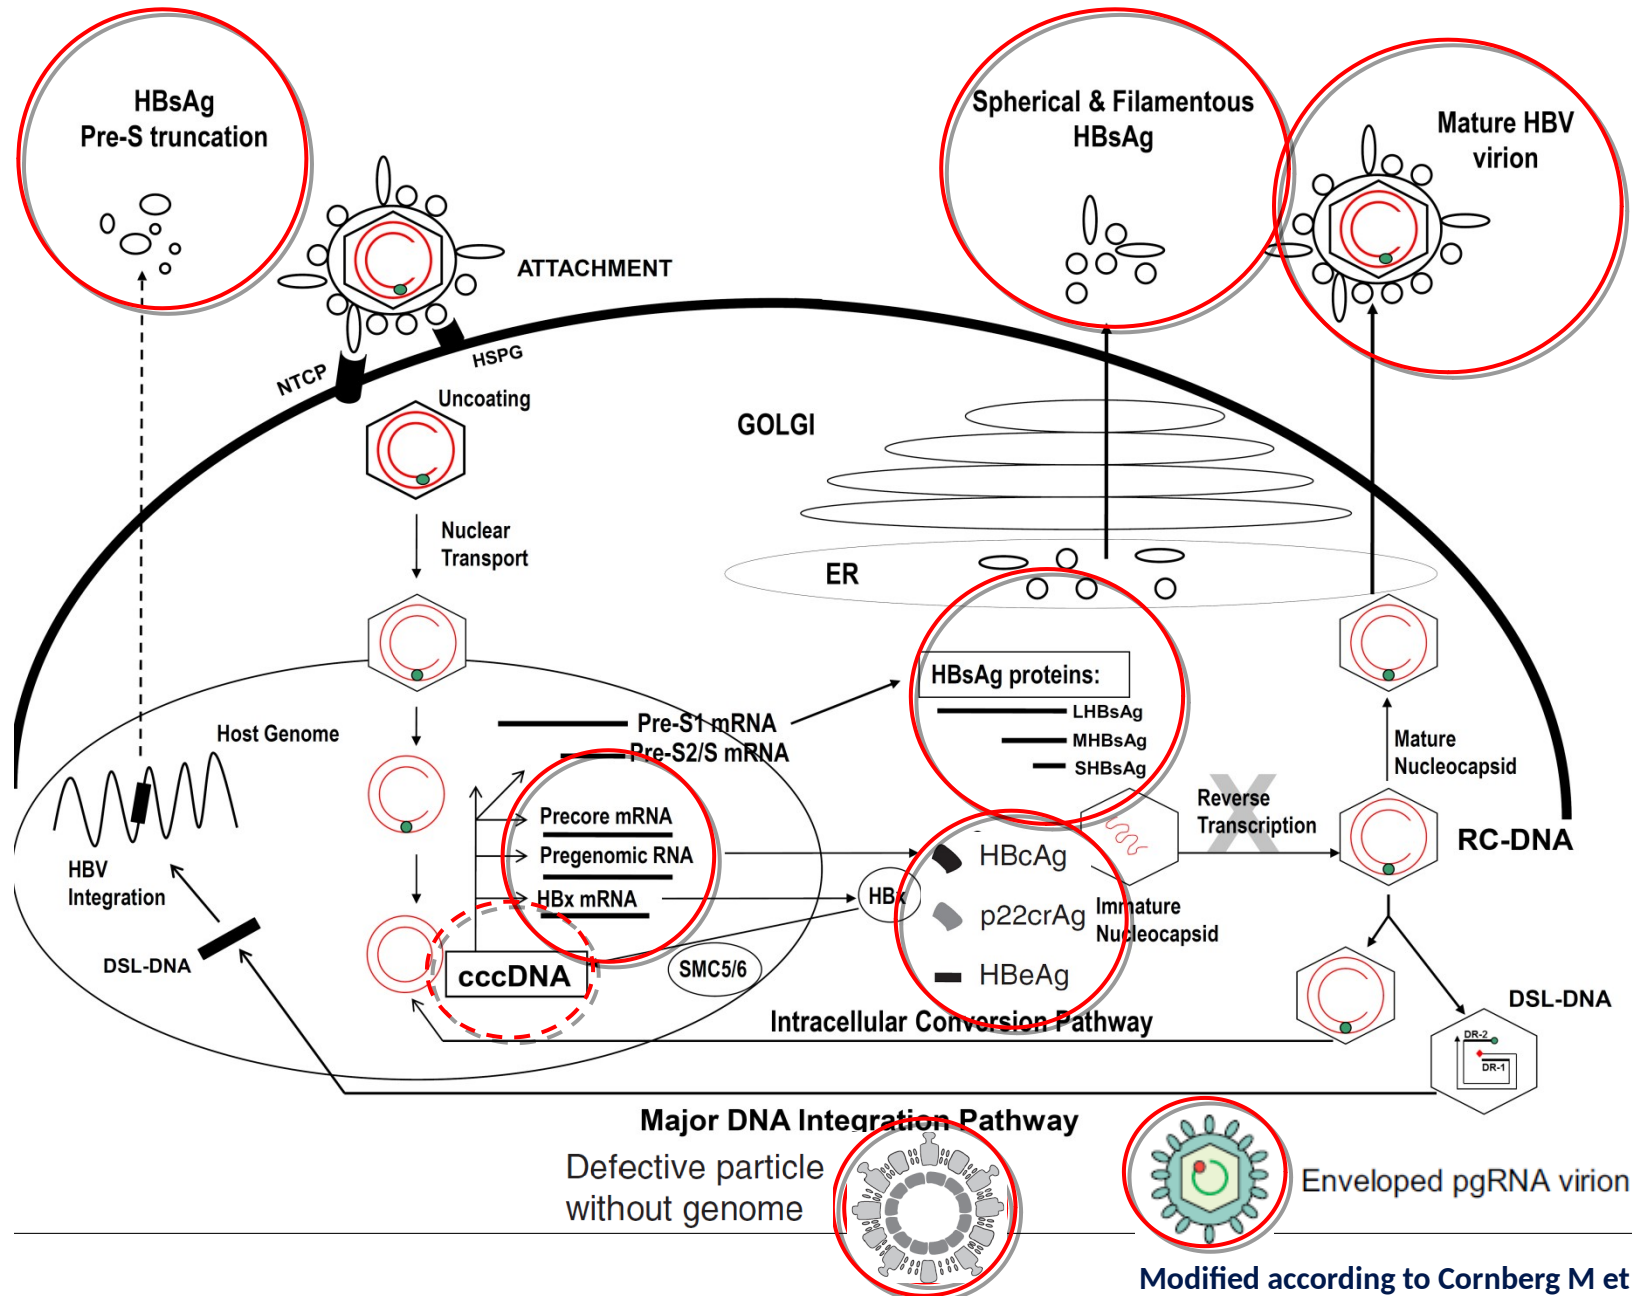 HBsAg
Pre-S truncation
Spherical & Filamentous
HBsAg
Mature HBV
virion
ATTACHMENT
NTCP
HSPG
Uncoating
GOLGI
Nuclear
Transport
ER
HBsAg proteins:
LHBsAg
MHBsAg
SHBsAg
Host Genome
Pre-S1 mRNA
Pre-S2/S mRNA
Precore mRNA
Pregenomic RNA
HBx mRNA
HBV
Integration
DSL-DNA
cccDNA
SMC5/6
HBx
HBcAg
p22crAg
HBeAg
Immature
Nucleocapsid
X
Reverse
Transcription
Mature
Nucleocapsid
RC-DNA
DSL-DNA
DR-2
DR-1
Intracellular Conversion Pathway
Major DNA Integration Pathway
Defective particle
without genome
Enveloped pgRNA virion
Modified according to Cornberg M et